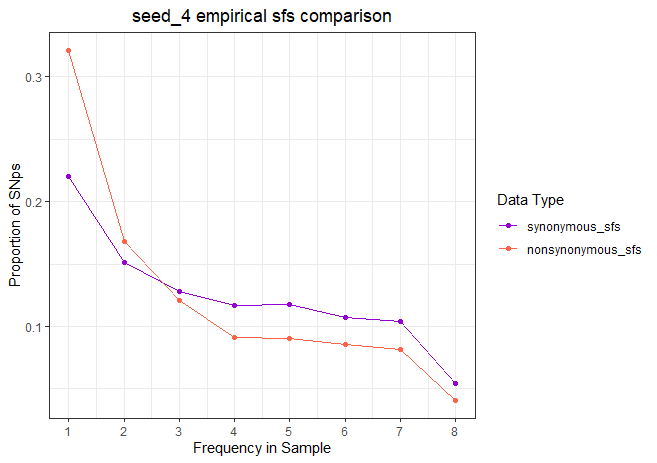 seed_4 empirical sfs comparison
Proportion of SNps
0.3
0.2
0.1
1 2 3 4 5 6 7 8
Frequency in Sample
Data Type
synonymous_sfs
nonsynonymous_sfs